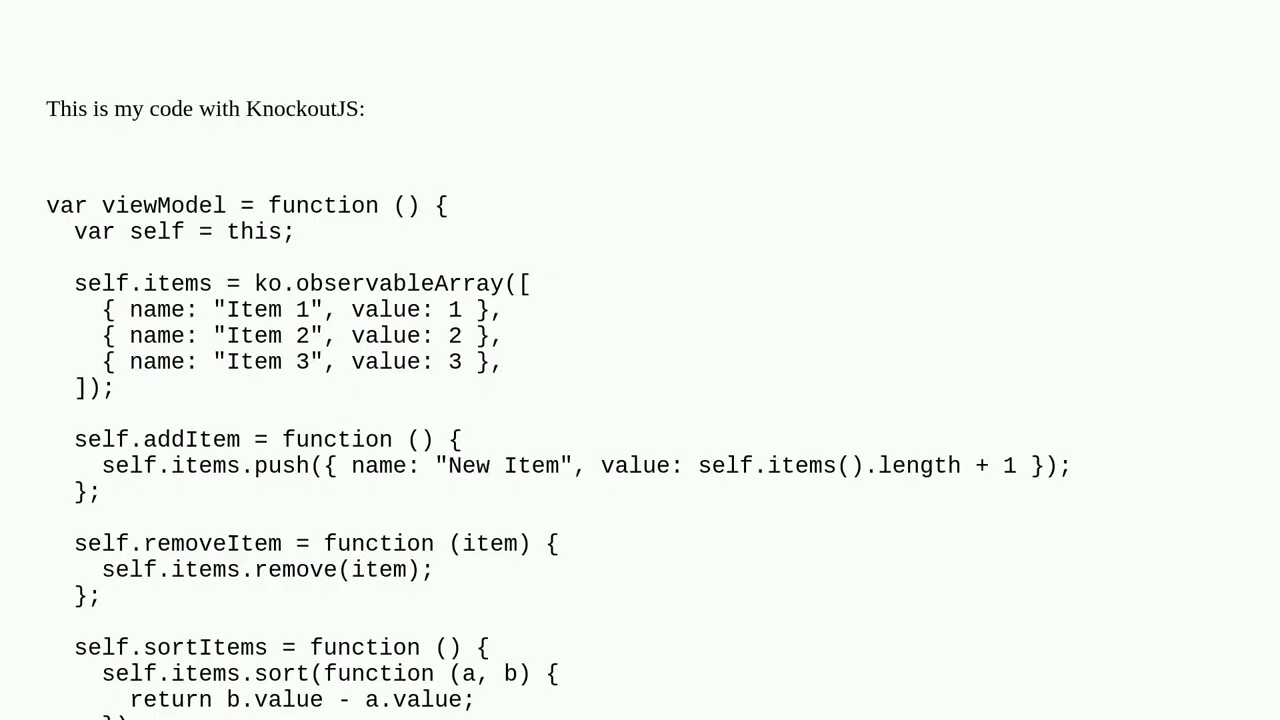 This is my code with KnockoutJS:
var viewModel = function () {
  var self = this;
  self.items = ko.observableArray([
    { name: "Item 1", value: 1 },
    { name: "Item 2", value: 2 },
    { name: "Item 3", value: 3 },
  ]);
  self.addItem = function () {
    self.items.push({ name: "New Item", value: self.items().length + 1 });
  };
  self.removeItem = function (item) {
    self.items.remove(item);
  };
  self.sortItems = function () {
    self.items.sort(function (a, b) {
      return b.value - a.value;